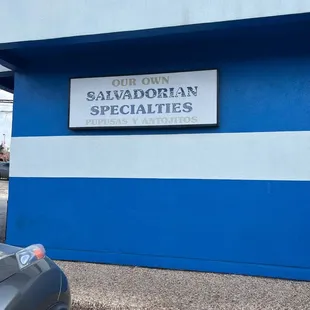 OUR OWN
SALVADORIAN
SPECIALTIES
PUPUSAS Y ANTOJITOS